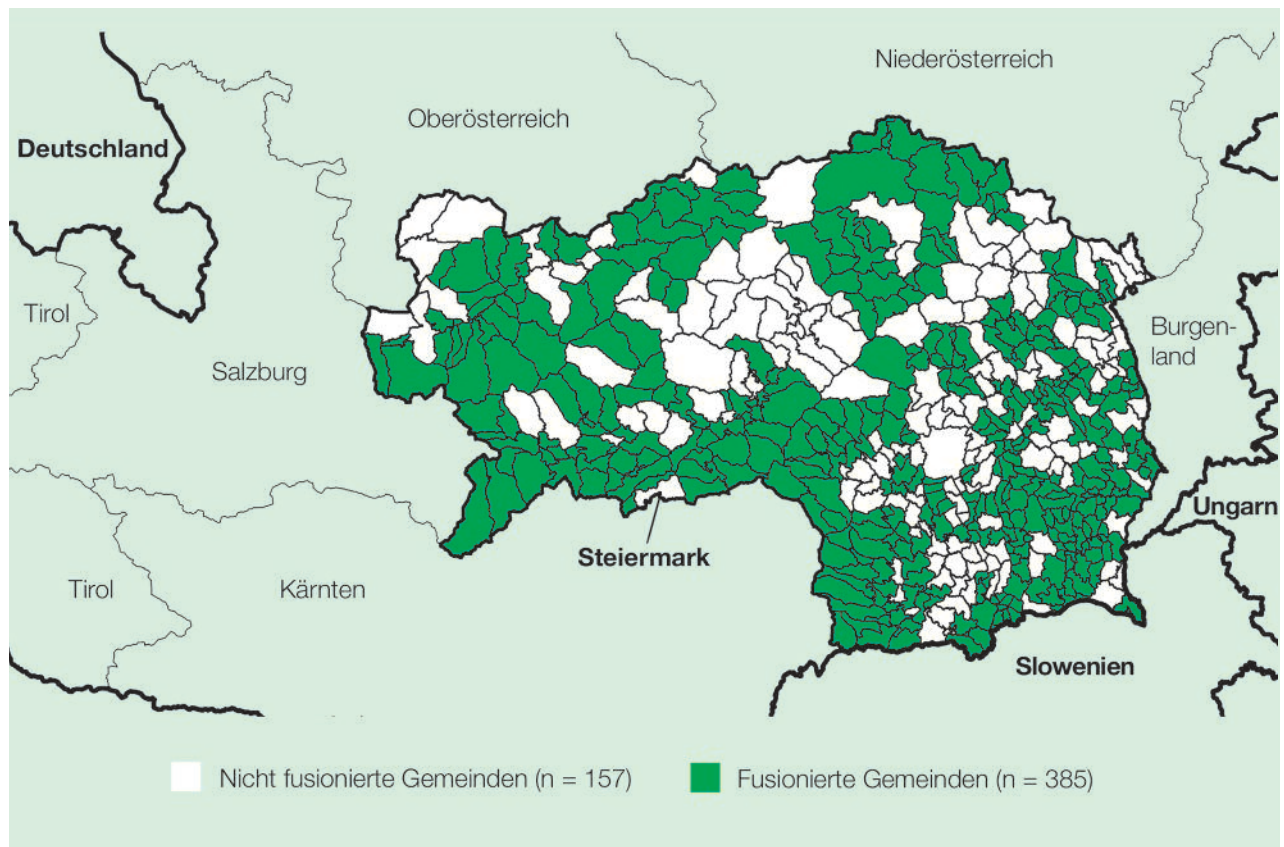 Niederösterreich
Oberösterreich
Deutschland
Tirol
Salzburg
Burgen-
land
Ungarn
Steiermark
Tirol
Kärnten
Slowenien
Nicht fusionierte Gemeinden (n = 157)
Fusionierte Gemeinden (n = 385)